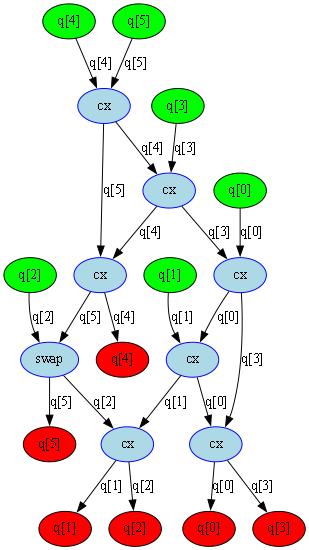 q[4] q[5]
q[4] q[5]
cx q[3]
q[4] q[3]
cx q[0]
q[5] q[4] q[3] q[0]
q[2] cx q[1] cx
q[2] q[5] q[4] q[1] q[0]
swap q[4] cx q[3]
q[5] q[2] q[1] q[0]
q[5] cx cx
q[1] q[2] q[0] q[3]
q[1] q[2] q[0] q[3]